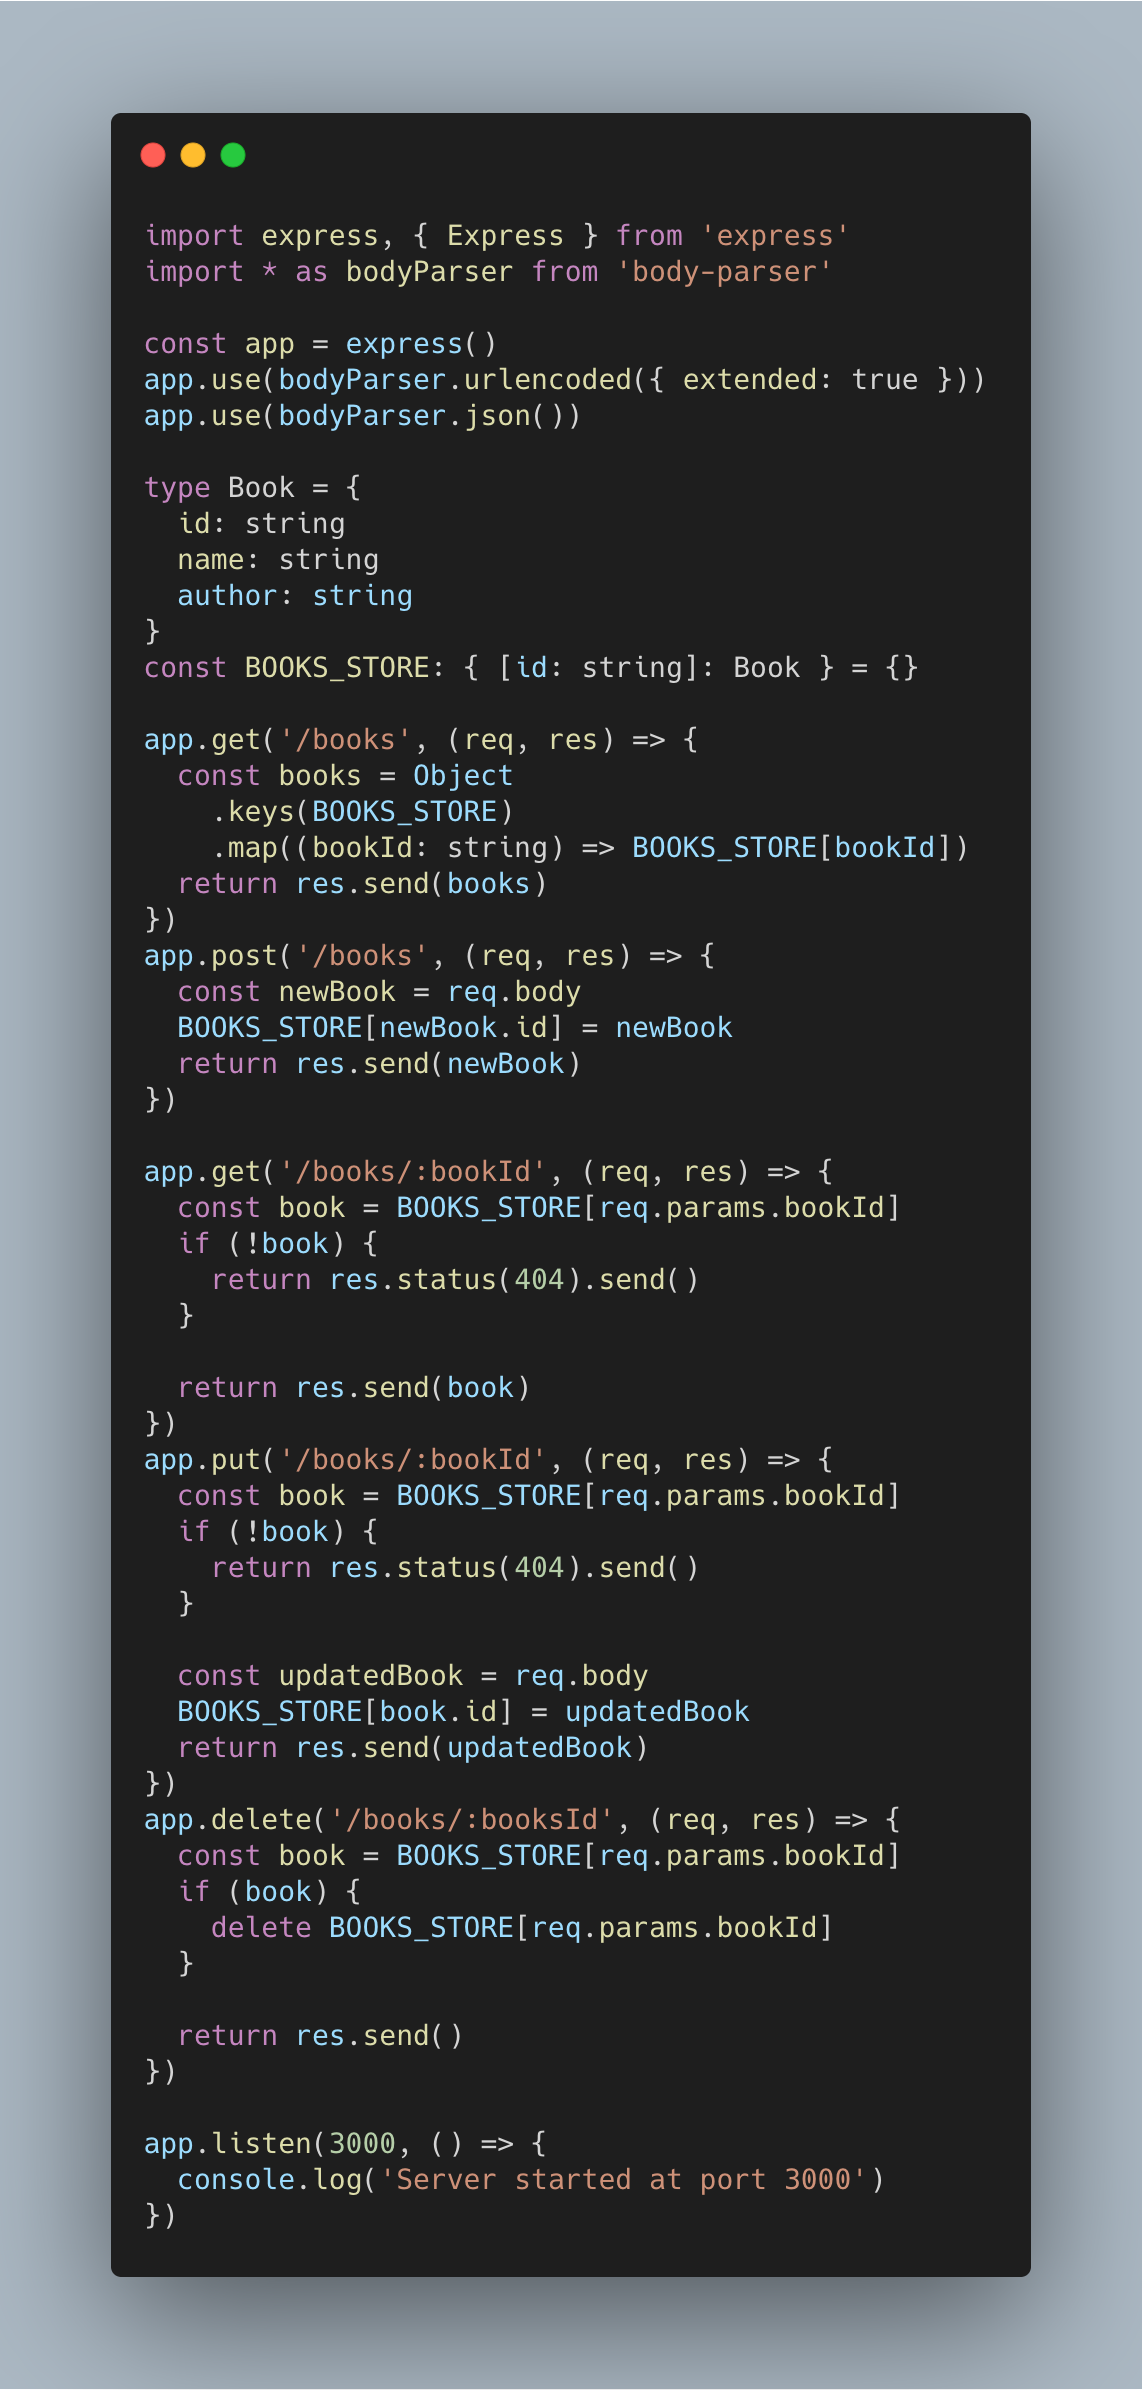 import express, { Express } from 'express'
import * as bodyParser from 'body-parser'

const app = express()
app.use(bodyParser.urlencoded({ extended: true }))
app.use(bodyParser.json())

type Book = {
  id: string
  name: string
  author: string
}
const BOOKS_STORE: { [id: string]: Book } = {}

app.get('/books', (req, res) => {
  const books = Object
    .keys(BOOKS_STORE)
    .map((bookId: string) => BOOKS_STORE[bookId])
  return res.send(books)
})
app.post('/books', (req, res) => {
  const newBook = req.body
  BOOKS_STORE[newBook.id] = newBook
  return res.send(newBook)
})

app.get('/books/:bookId', (req, res) => {
  const book = BOOKS_STORE[req.params.bookId]
  if (!book) {
    return res.status(404).send()
  }

  return res.send(book)
})
app.put('/books/:bookId', (req, res) => {
  const book = BOOKS_STORE[req.params.bookId]
  if (!book) {
    return res.status(404).send()
  }

  const updatedBook = req.body
  BOOKS_STORE[book.id] = updatedBook
  return res.send(updatedBook)
})
app.delete('/books/:booksId', (req, res) => {
  const book = BOOKS_STORE[req.params.bookId]
  if (book) {
    delete BOOKS_STORE[req.params.bookId]
  }

  return res.send()
})

app.listen(3000, () => {
  console.log('Server started at port 3000')
})